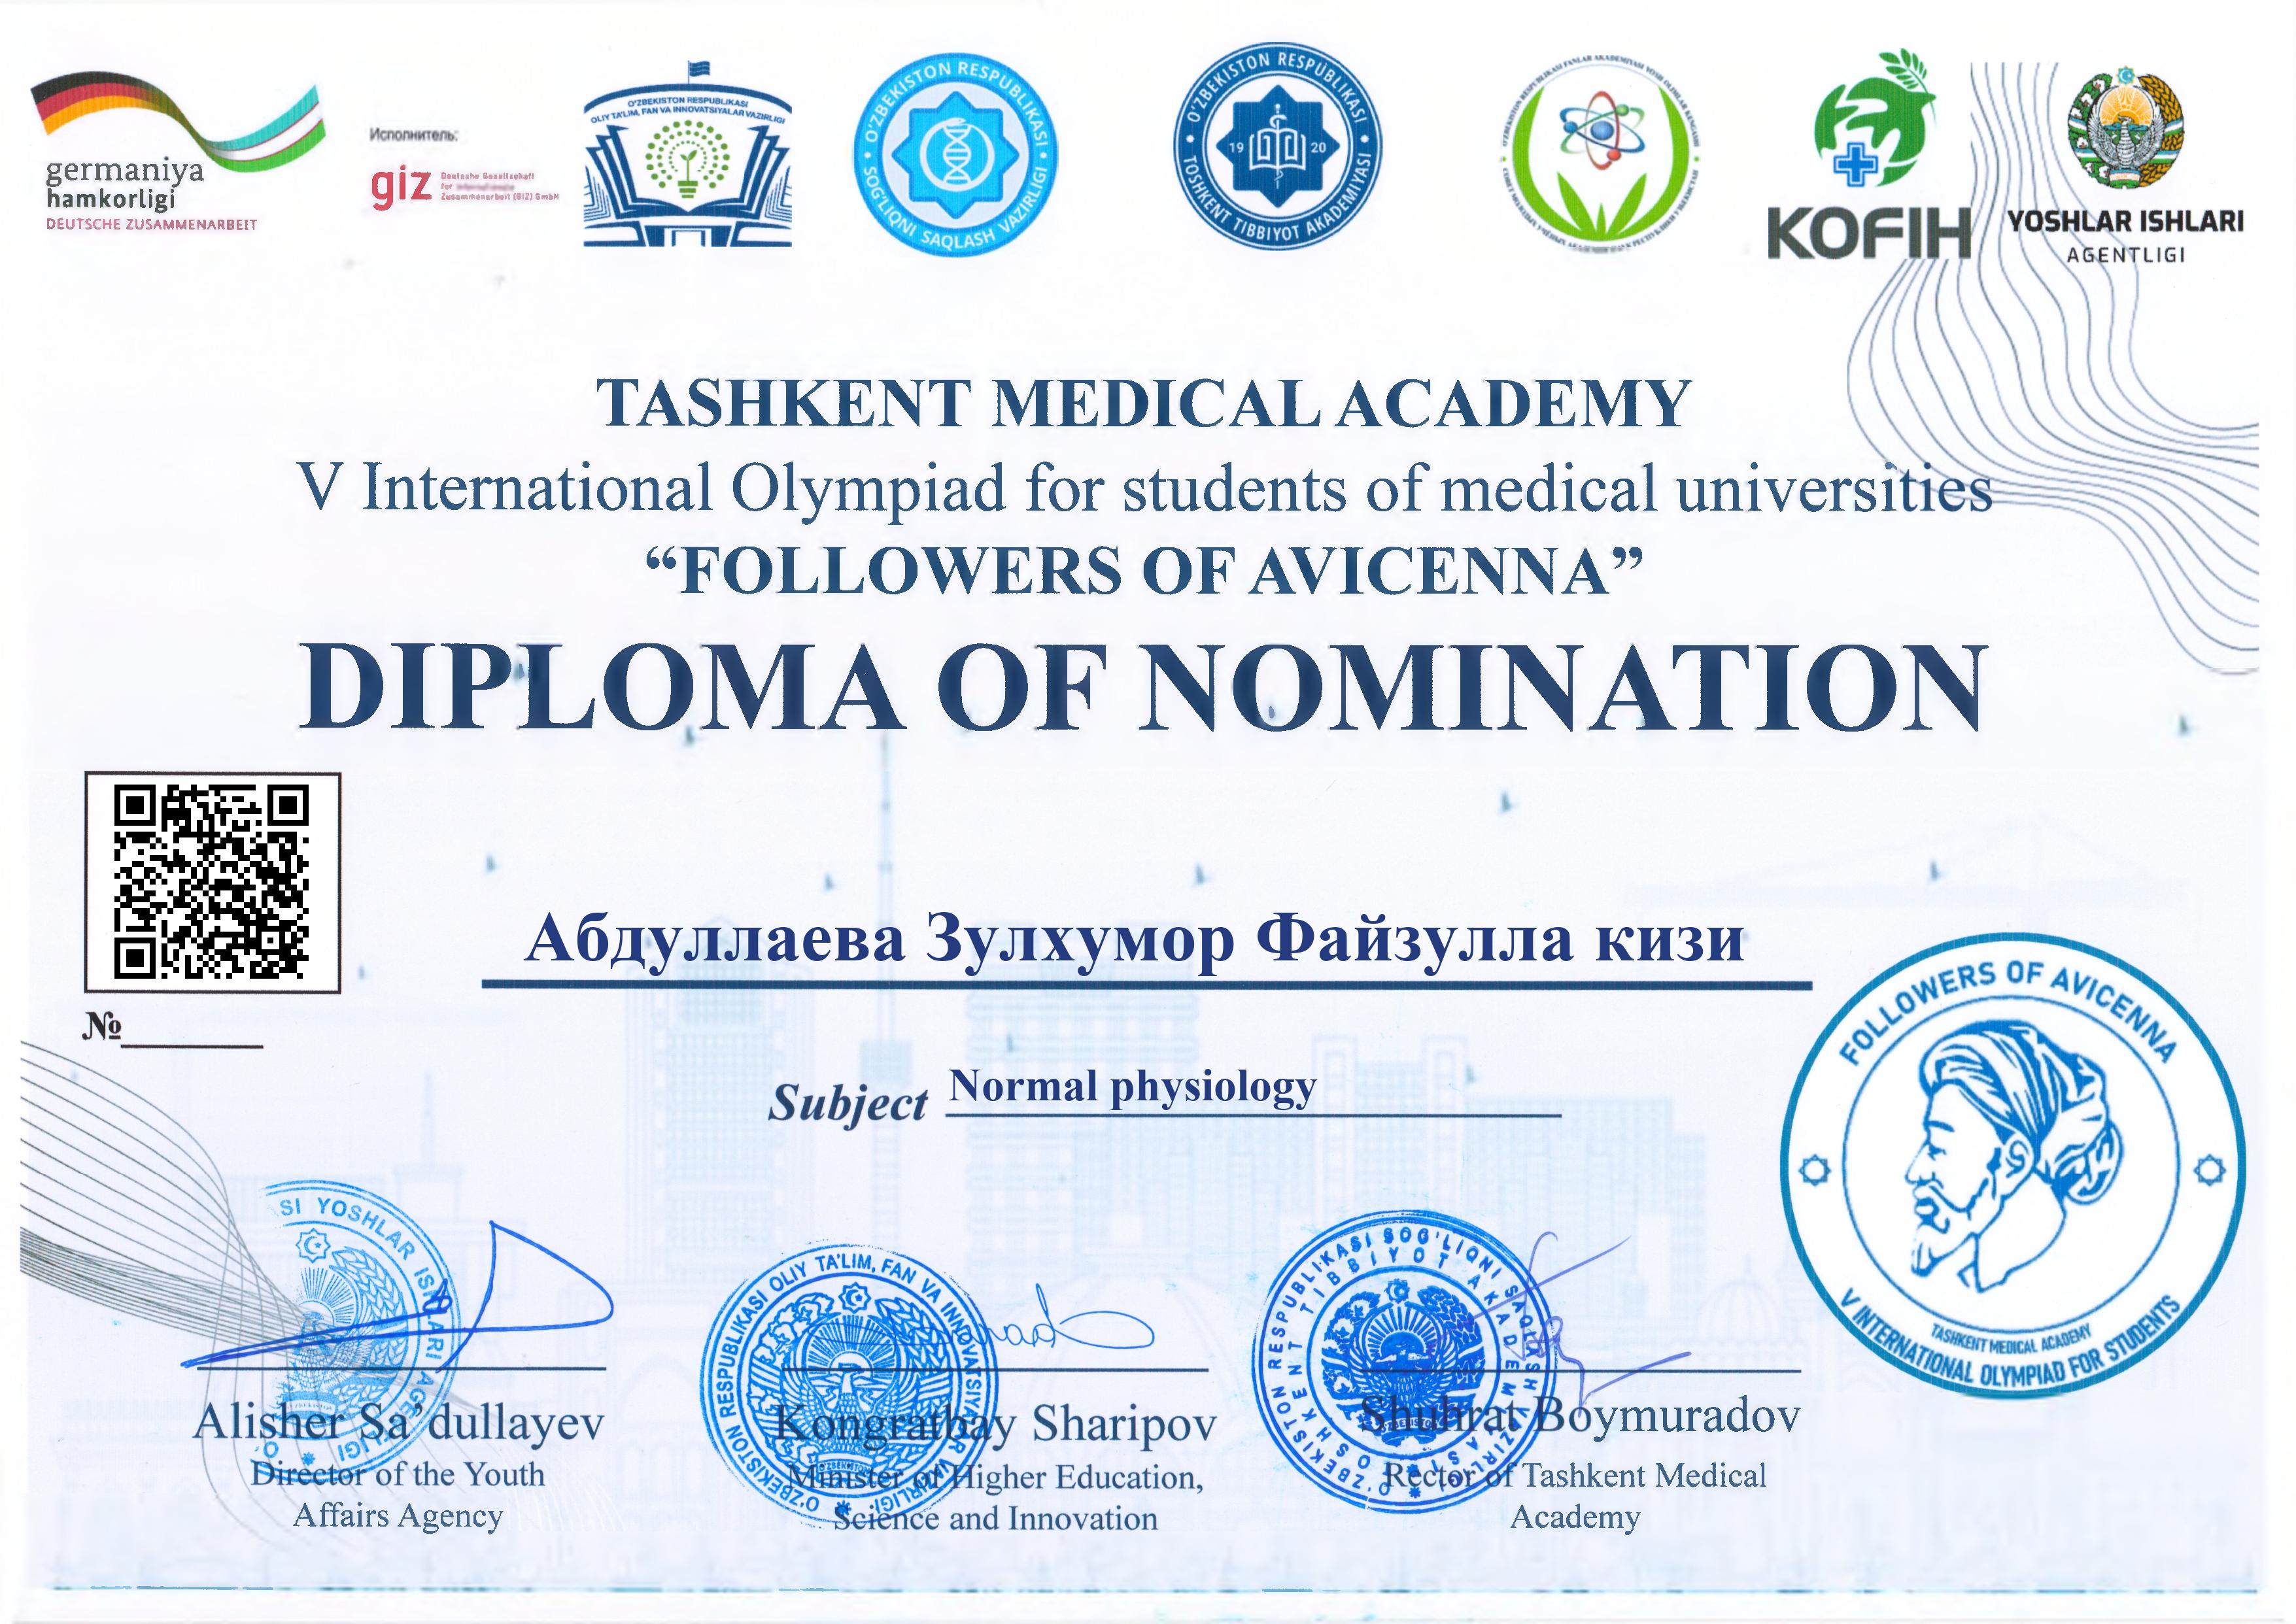 germaniya
hamkorligi
DEUTSCHE ZUSAMMENARBEIT
Исполнитель:
giz
Deutsche Gesellschaft
für Internationale
Zusammenarbeit (GIZ) GmbH
O'ZBEKISTON RESPUBLIKASI
OLIY TA'LIM, FAN VA INNOVATSIYALAR VAZIRLIGI
O'ZBEKISTON RESPUBLIKASI
SOG'LIQNI SAQLASH VAZIRLIGI
O'ZBEKISTON RESPUBLIKASI
19 20
TOSHKENT TIBBIYOT AKADEMIYASI
KOFIH
YOSHLAR ISHLARI
AGENTLIGI
TASHKENT MEDICAL ACADEMY
V International Olympiad for students of medical universities
“FOLLOWERS OF AVICENNA”
DIPLOMA OF NOMINATION
Абдуллаева Зулхумор Файзулла кизи
№
Subject Normal physiology
FOLLOWERS OF AVICENNA
TASHKENT MEDICAL ACADEMY
V INTERNATIONAL OLYMPIAD FOR STUDENTS
Alisher Sa’dullayev
Director of the Youth
Affairs Agency
Kongratbay Sharipov
Minister of Higher Education,
Science and Innovation
Shuhrat Boymuradov
Rector of Tashkent Medical
Academy